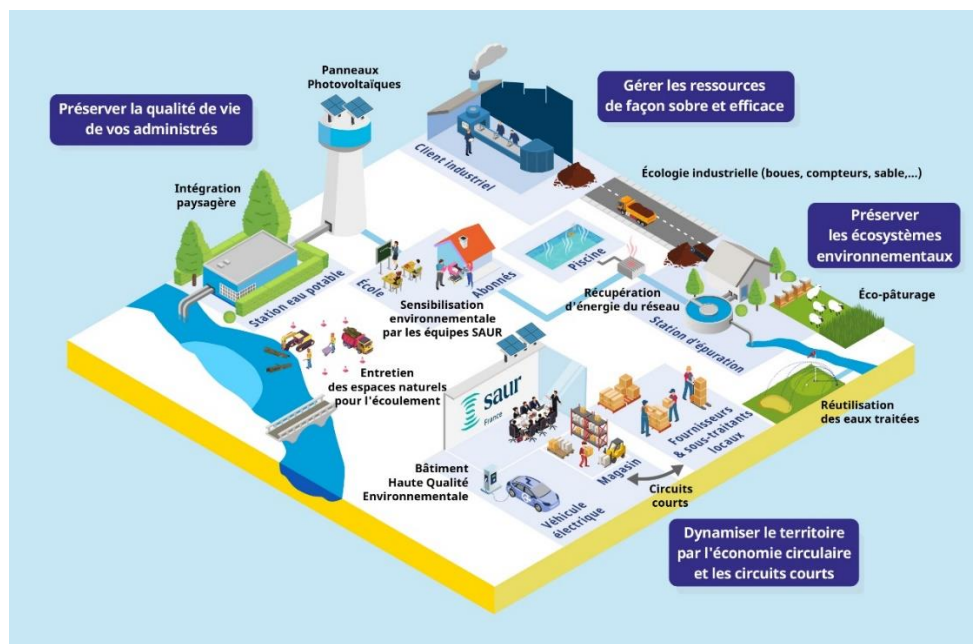 Préserver la qualité de vie
de vos administrés
Panneaux
Photovoltaïques
Gérer les ressources
de façon sobre et efficace
Client industriel
Écologie industrielle (boues, compteurs, sable,...)
Intégration
paysagère
Préserver
les écosystèmes
environnementaux
Station eau potable
École
Abonnés
Piscine
Sensibilisation
environnementale
par les équipes SAUR
Récupération
d'énergie du réseau
Éco-pâturage
Station d'épuration
Entretien
des espaces naturels
pour l'écoulement
saur
France
Réutilisation
des eaux traitées
Bâtiment
Haute Qualité
Environnementale
Véhicule
électrique
Magasin
Fournisseurs
& sous-traitants
locaux
Circuits
courts
Dynamiser le territoire
par l'économie circulaire
et les circuits courts